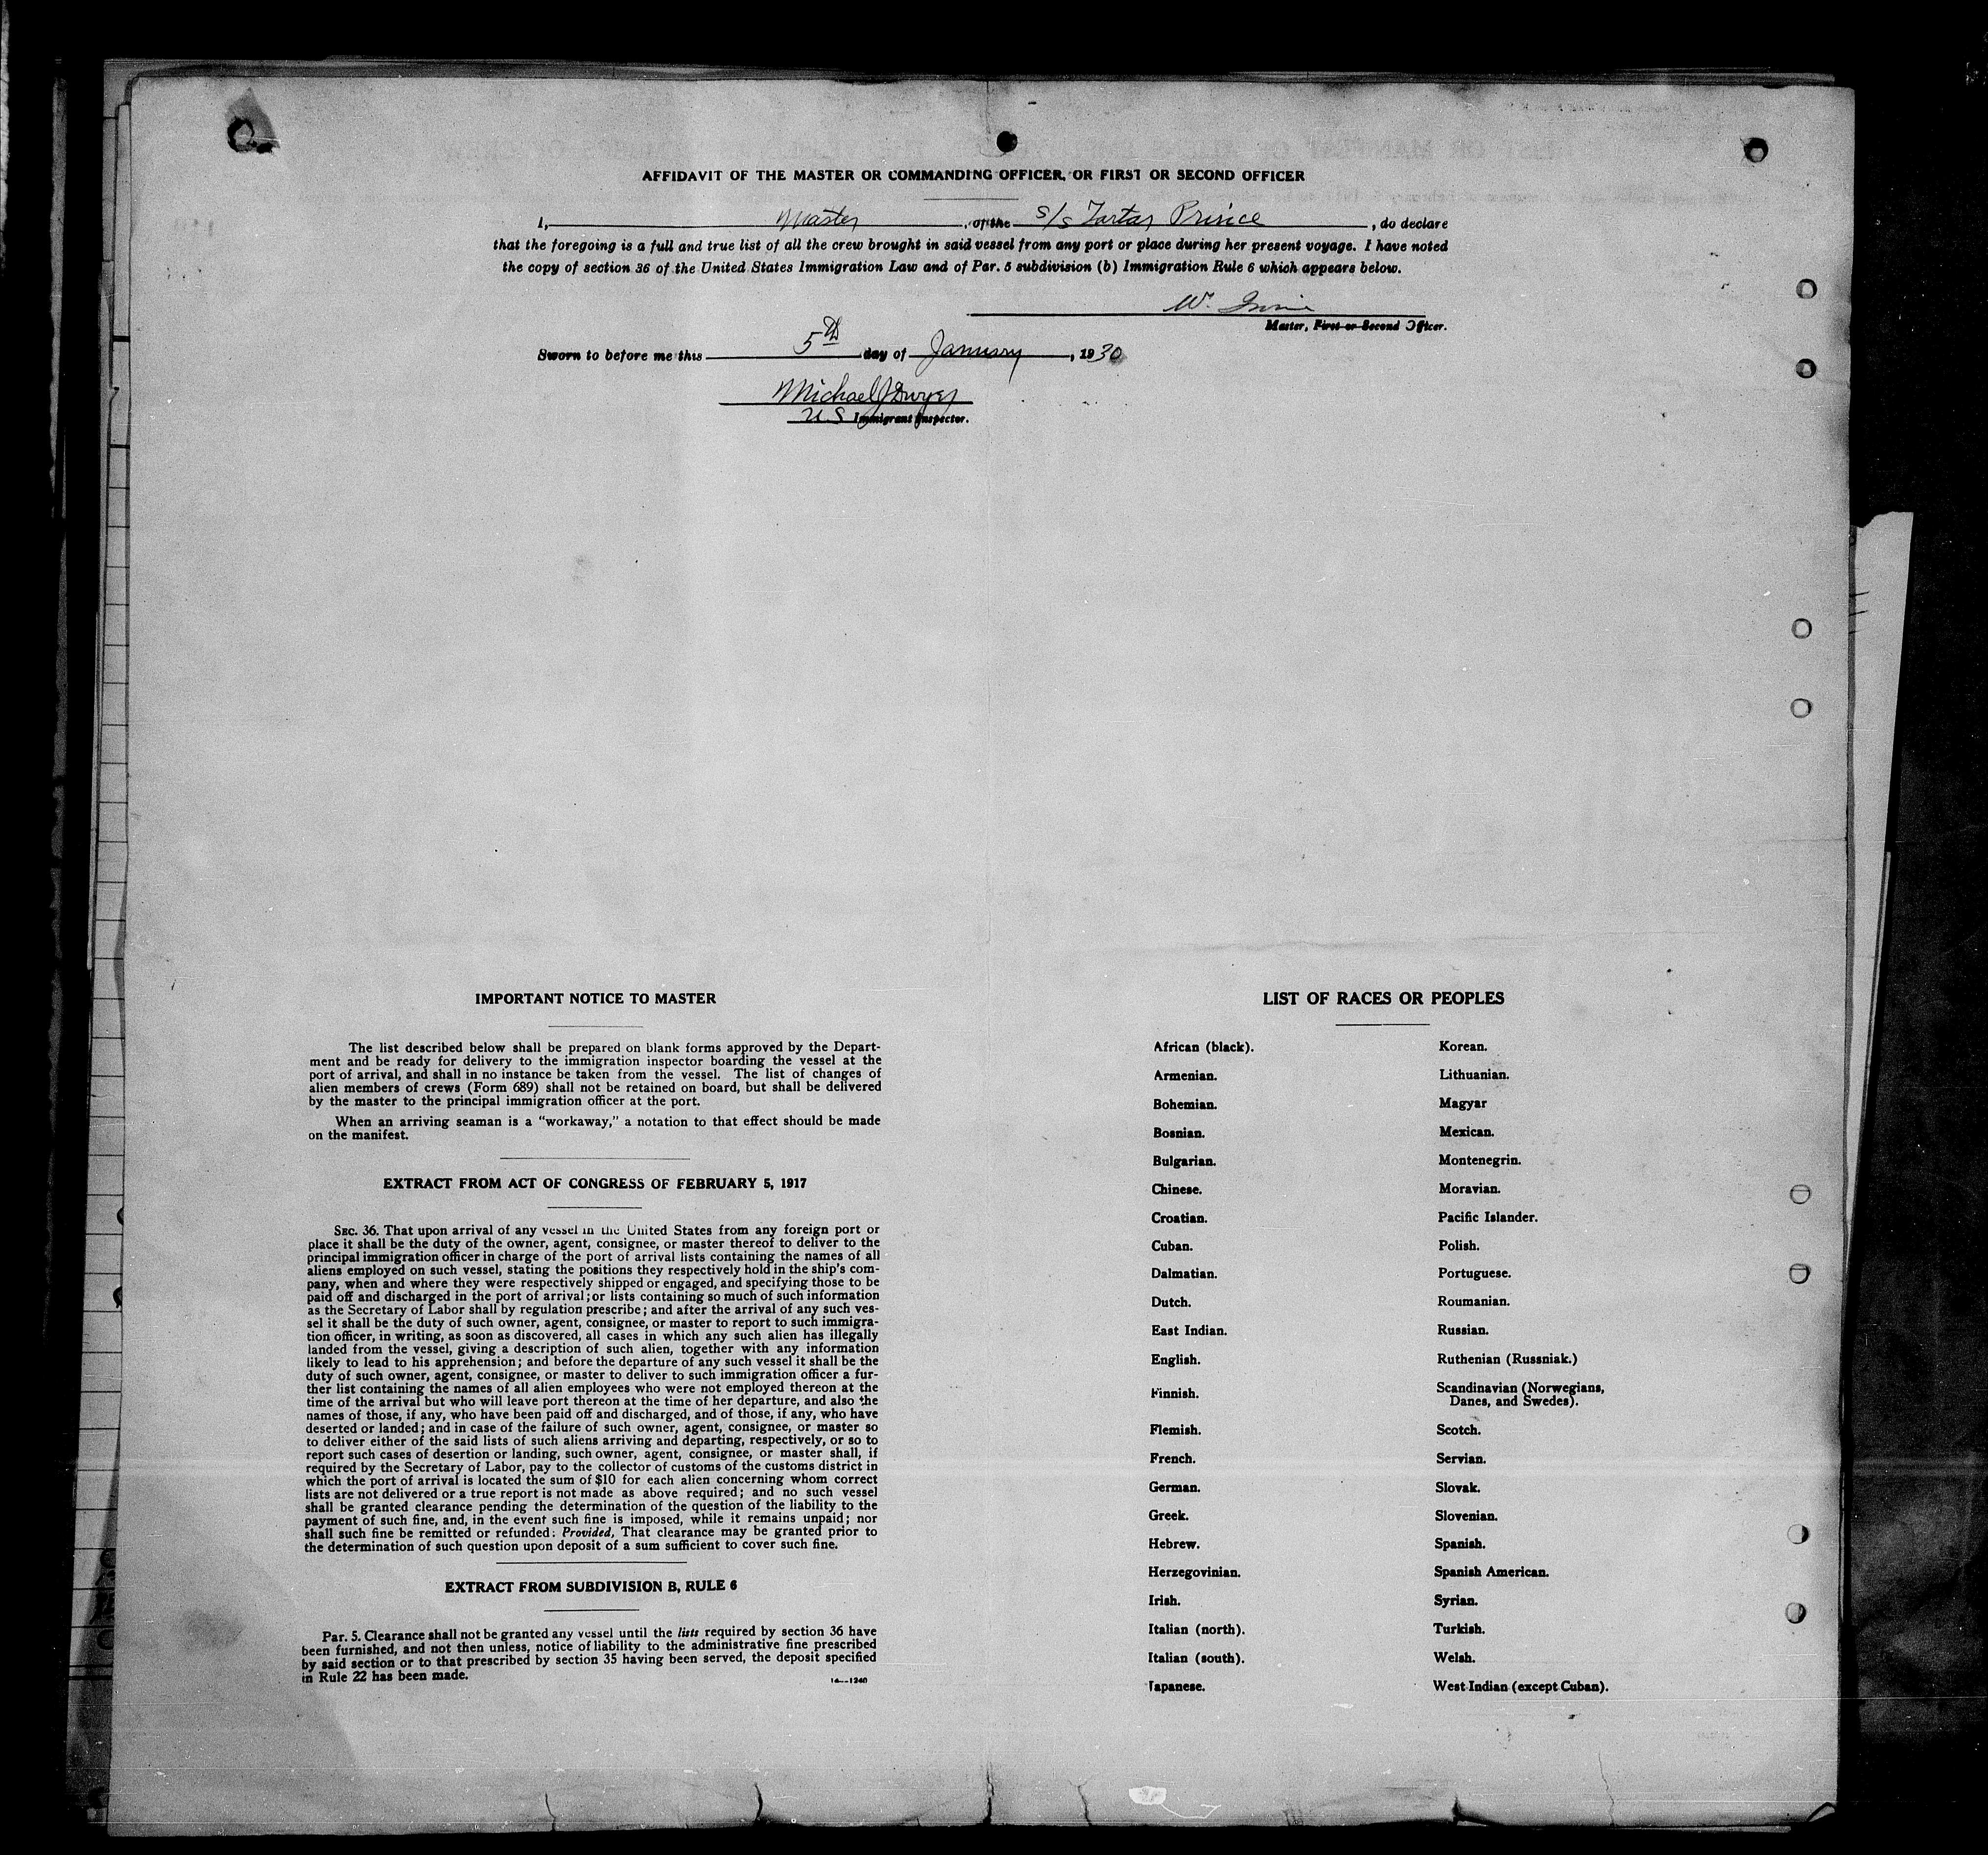 AFFIDAVIT OF THE MASTER OR COMMANDING OFFICER, OR FIRST OR SECOND OFFICER
I, Master, of the s/s Tartar Prince, do declare
that the foregoing is a full and true list of all the crew brought in said vessel from any port or place during her present voyage. I have noted
the copy of section 36 of the United States Immigration Law and of Par. 5 subdivision (b) Immigration Rule 6 which appears below.
W.
Master, First or Second Officer.
Sworn to before me this 5th day of January, 1930
Michael J Dwyer
U.S Immigrant Inspector.
IMPORTANT NOTICE TO MASTER
The list described below shall be prepared on blank forms approved by the Depart-
ment and be ready for delivery to the immigration inspector boarding the vessel at the
port of arrival, and shall in no instance be taken from the vessel. The list of changes of
alien members of crews (Form 689) shall not be retained on board, but shall be delivered
by the master to the principal immigration officer at the port.
When an arriving seaman is a “workaway,” a notation to that effect should be made
on the manifest.
EXTRACT FROM ACT OF CONGRESS OF FEBRUARY 5, 1917
SEC. 36. That upon arrival of any vessel in the United States from any foreign port or
place it shall be the duty of the owner, agent, consignee, or master thereof to deliver to the
principal immigration officer in charge of the port of arrival lists containing the names of all
aliens employed on such vessel, stating the positions they respectively hold in the ship's com-
pany, when and where they were respectively shipped or engaged, and specifying those to be
paid off and discharged in the port of arrival; or lists containing so much of such information
as the Secretary of Labor shall by regulation prescribe; and after the arrival of any such ves-
sel it shall be the duty of such owner, agent, consignee, or master to report to such immigra-
tion officer, in writing, as soon as discovered, all cases in which any such alien has illegally
landed from the vessel, giving a description of such alien, together with any information
likely to lead to his apprehension; and before the departure of any such vessel it shall be the
duty of such owner, agent, consignee, or master to deliver to such immigration officer a fur-
ther list containing the names of all alien employees who were not employed thereon at the
time of the arrival but who will leave port thereon at the time of her departure, and also the
names of those, if any, who have been paid off and discharged, and of those, if any, who have
deserted or landed; and in case of the failure of such owner, agent, consignee, or master so
to deliver either of the said lists of such aliens arriving and departing, respectively, or so to
report such cases of desertion or landing, such owner, agent, consignee, or master shall, if
required by the Secretary of Labor, pay to the collector of customs of the customs district in
which the port of arrival is located the sum of $10 for each alien concerning whom correct
lists are not delivered or a true report is not made as above required; and no such vessel
shall be granted clearance pending the determination of the question of the liability to the
payment of such fine, and, in the event such fine is imposed, while it remains unpaid; nor
shall such fine be remitted or refunded: Provided, That clearance may be granted prior to
the determination of such question upon deposit of a sum sufficient to cover such fine.
EXTRACT FROM SUBDIVISION B, RULE 6
Par. 5. Clearance shall not be granted any vessel until the lists required by section 36 have
been furnished, and not then unless, notice of liability to the administrative fine prescribed
by said section or to that prescribed by section 35 having been served, the deposit specified
in Rule 22 has been made.
14—1240
LIST OF RACES OR PEOPLES
African (black).
Armenian.
Bohemian.
Bosnian.
Bulgarian.
Chinese.
Croatian.
Cuban.
Dalmatian.
Dutch.
East Indian.
English.
Finnish.
Flemish.
French.
German.
Greek.
Hebrew.
Herzegovinian.
Irish.
Italian (north).
Italian (south).
Japanese.
Korean.
Lithuanian.
Magyar
Mexican.
Montenegrin.
Moravian.
Pacific Islander.
Polish.
Portuguese.
Roumanian.
Russian.
Ruthenian (Russniak.)
Scandinavian (Norwegians,
Danes, and Swedes).
Scotch.
Servian.
Slovak.
Slovenian.
Spanish.
Spanish American.
Syrian.
Turkish.
Welsh.
West Indian (except Cuban).